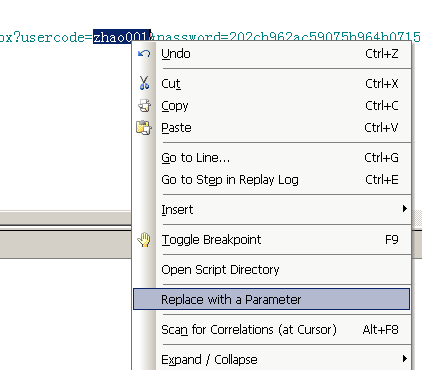 ox?usercode=zhao001&password=202cb962ac59075b964b0715
Undo Ctrl+Z
Cut Ctrl+X
Copy Ctrl+C
Paste Ctrl+V
Go to Line... Ctrl+G
Go to Step in Replay Log Ctrl+E
Insert
Toggle Breakpoint F9
Open Script Directory
Replace with a Parameter
Scan for Correlations (at Cursor) Alt+F8
Expand / Collapse